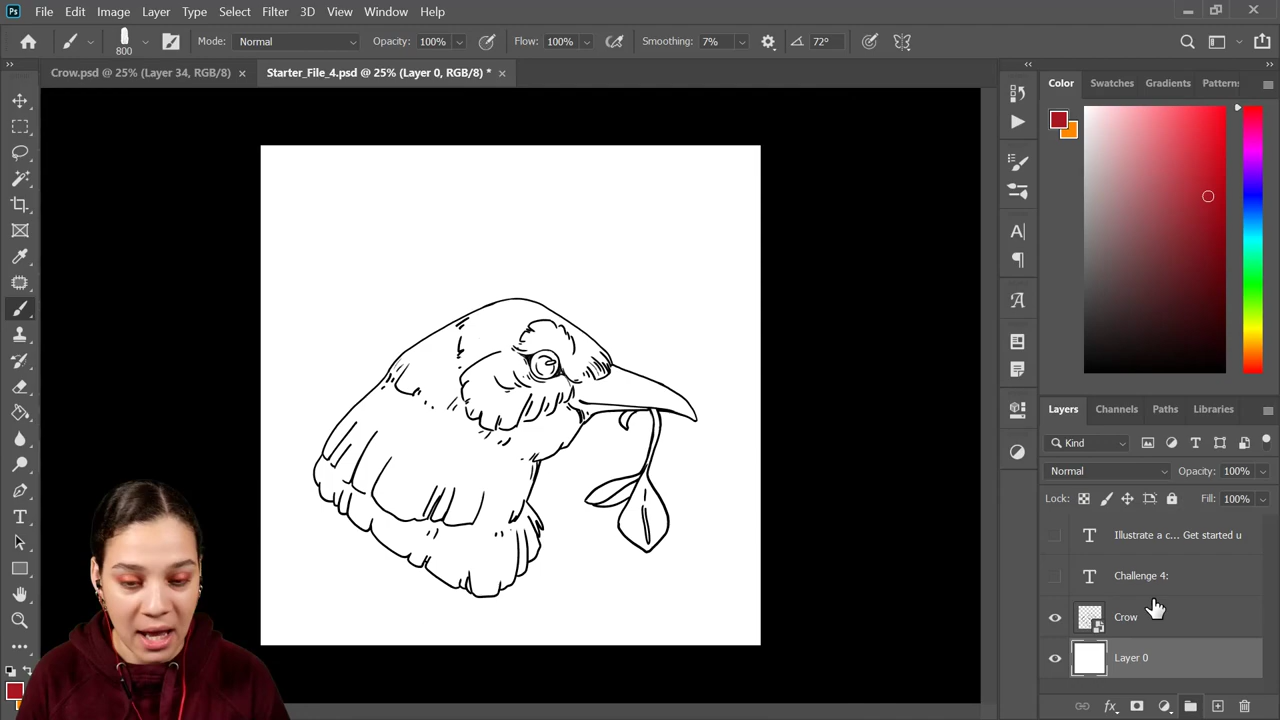 Ps File Edit Image Layer Type Select Filter 3D View Window Help
800 Mode: Normal Opacity: 100% Flow: 100% Smoothing: 7% 72°
Crow.psd @ 25% (Layer 34, RGB/8) × Starter_File_4.psd @ 25% (Layer 0, RGB/8) * ×
Color Swatches Gradients Patterns
Layers Channels Paths Libraries
Kind
Normal Opacity: 100%
Lock: Fill: 100%
T Illustrate a c... Get started u
T Challenge 4:
Crow
Layer 0
fx